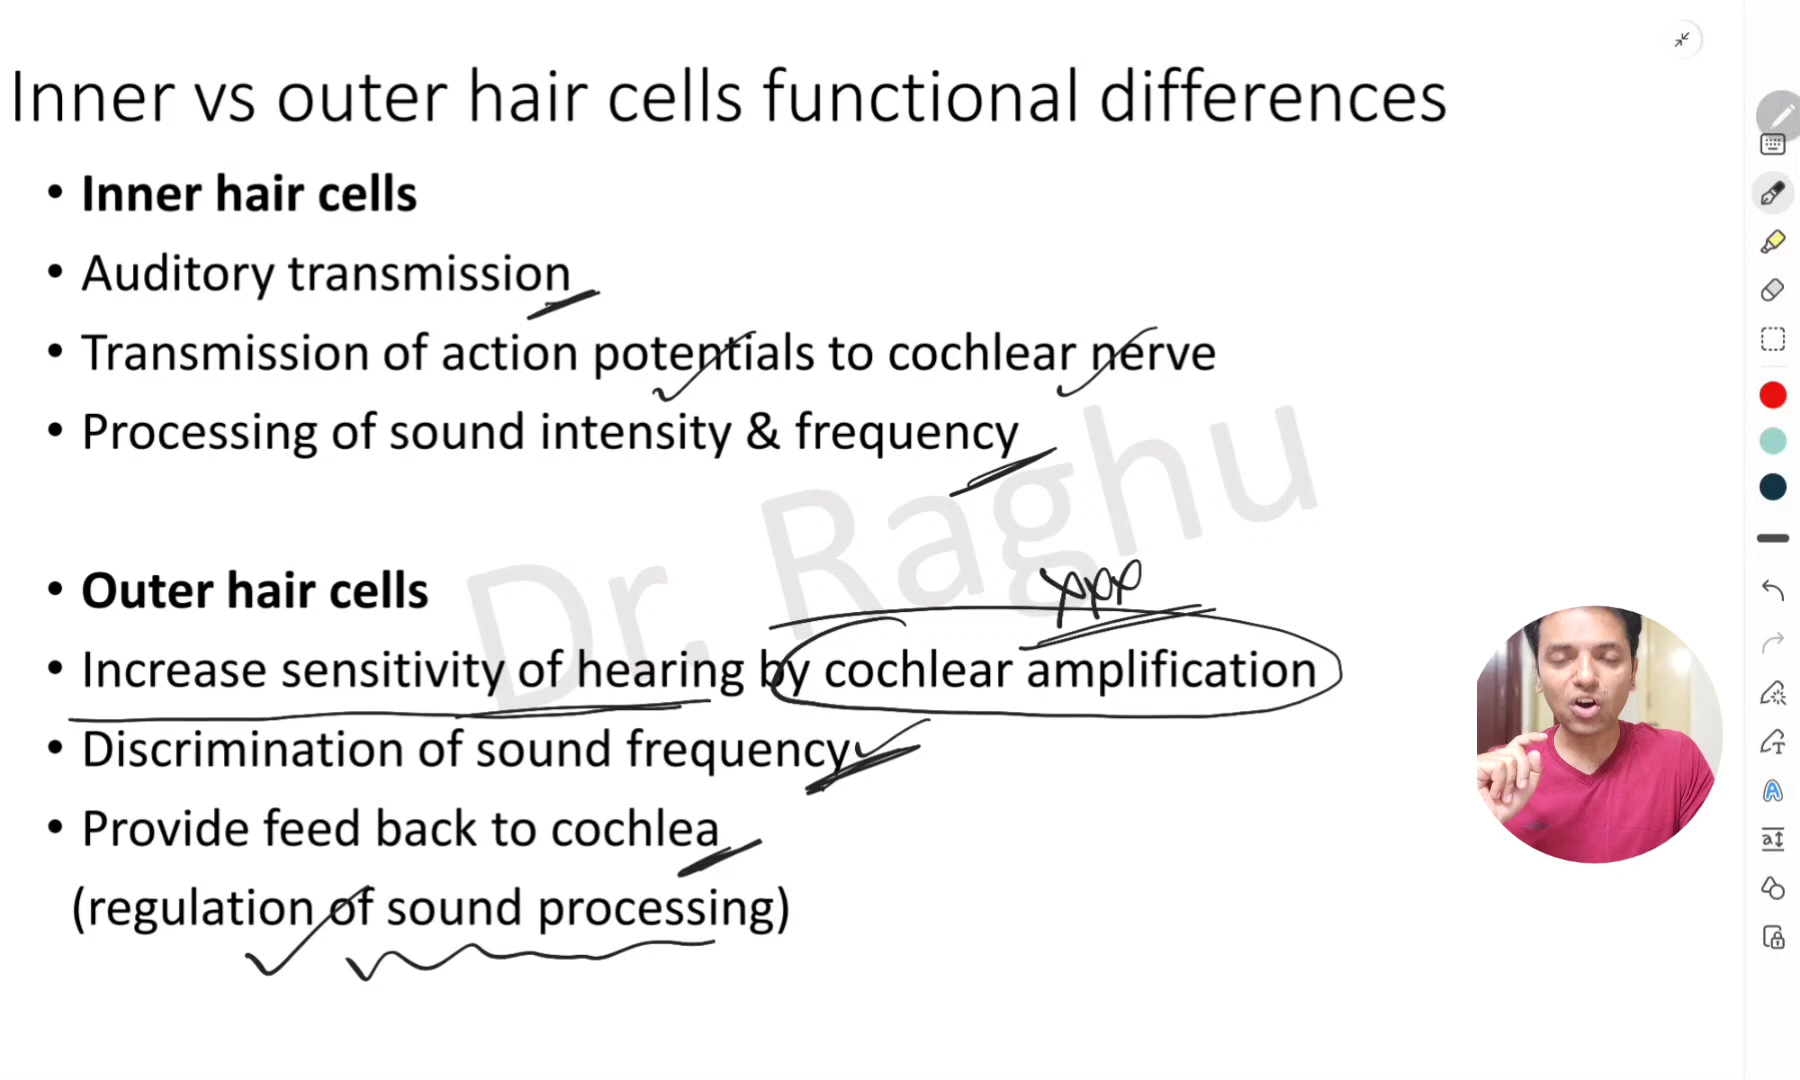 Inner vs outer hair cells functional differences
• Inner hair cells
• Auditory transmission
• Transmission of action potentials to cochlear nerve
• Processing of sound intensity & frequency
Dr. Raghu
• Outer hair cells
• Increase sensitivity of hearing by cochlear amplification
• Discrimination of sound frequency
• Provide feed back to cochlea
(regulation of sound processing)